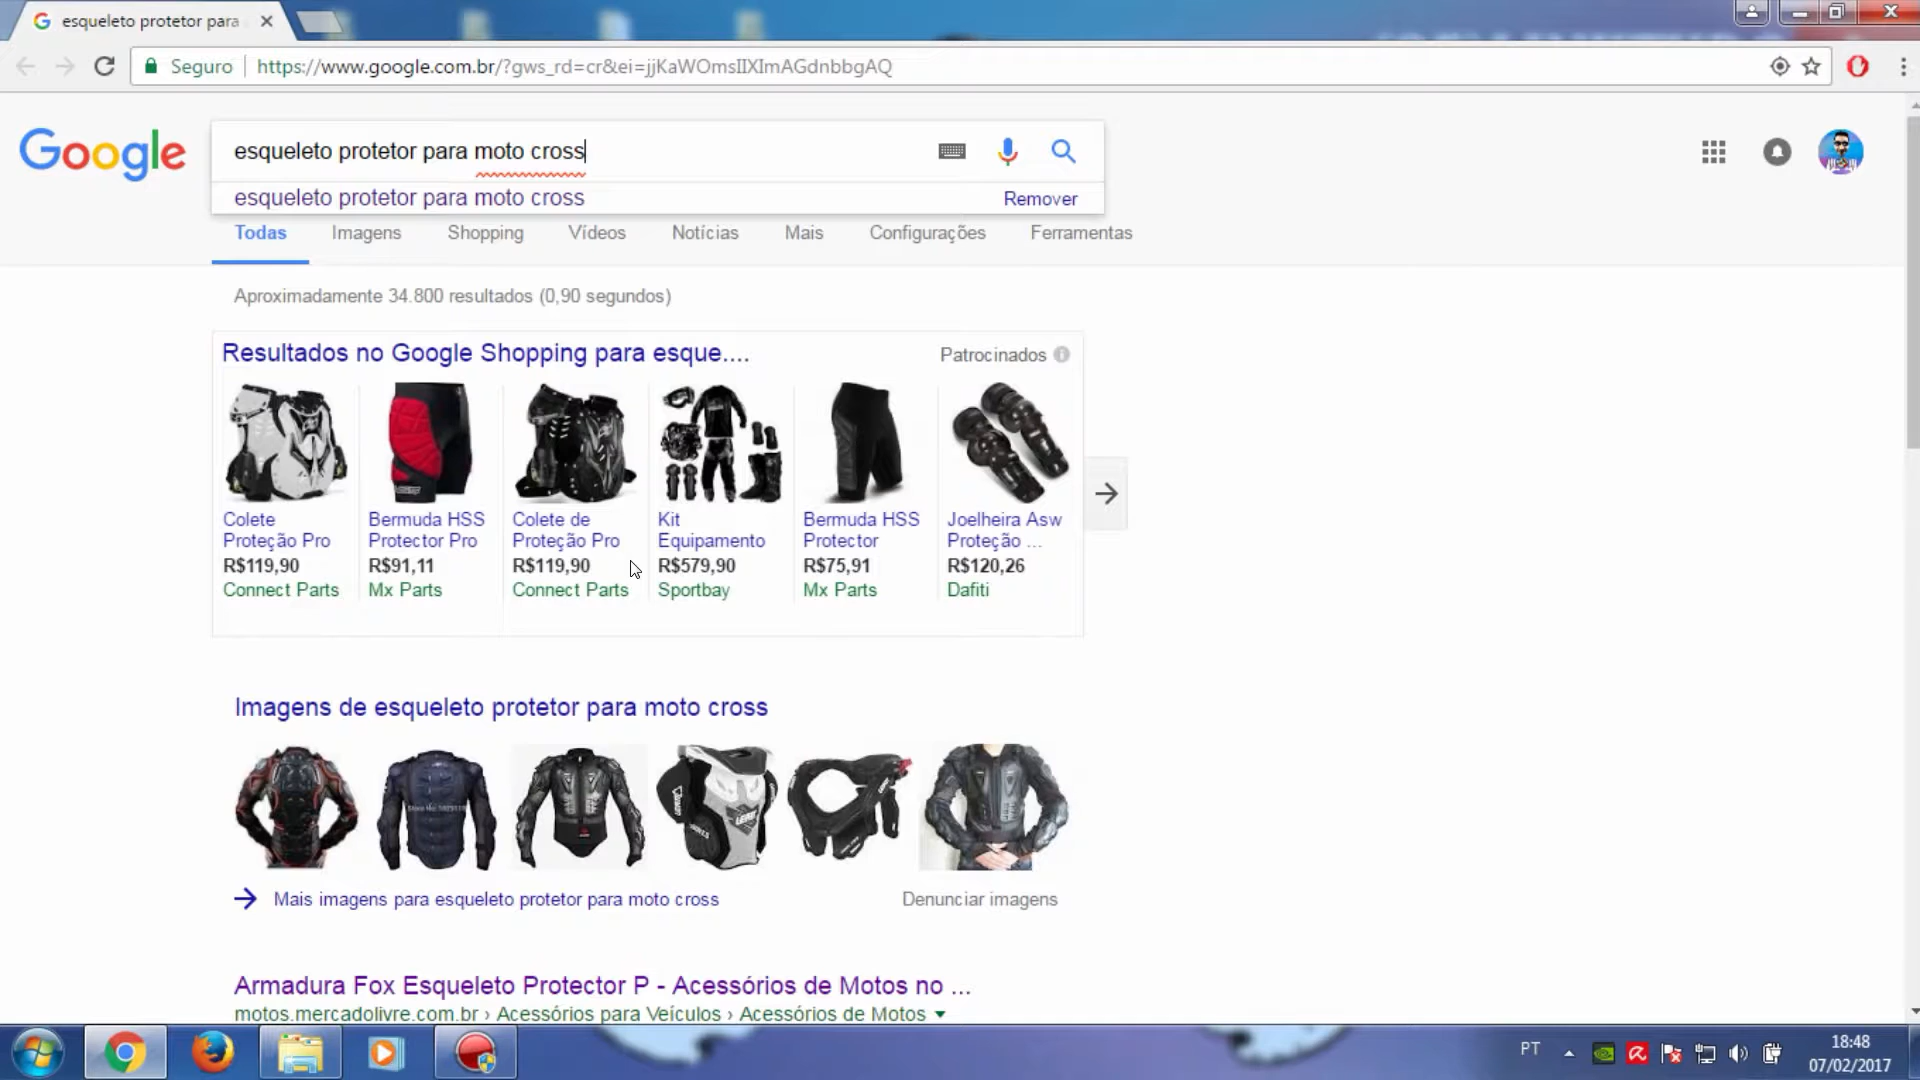 esqueleto protetor para
Seguro
https://www.google.com.br/?gws_rd=cr&ei=jjKaWOmsIIXImAGdnbbgAQ
Google
esqueleto protetor para moto cross
esqueleto protetor para moto cross Remover
Todas Imagens Shopping Vídeos Notícias Mais Configurações Ferramentas
Aproximadamente 34.800 resultados (0,90 segundos)
Resultados no Google Shopping para esque.... Patrocinados
Colete
Proteção Pro
R$119,90
Connect Parts
Bermuda HSS
Protector Pro
R$91,11
Mx Parts
Colete de
Proteção Pro
R$119,90
Connect Parts
Kit
Equipamento
R$579,90
Sportbay
Bermuda HSS
Protector
R$75,91
Mx Parts
Joelheira Asw
Proteção ...
R$120,26
Dafiti
Imagens de esqueleto protetor para moto cross
Mais imagens para esqueleto protetor para moto cross Denunciar imagens
Armadura Fox Esqueleto Protector P - Acessórios de Motos no ...
motos.mercadolivre.com.br › Acessórios para Veículos › Acessórios de Motos
PT
18:48
07/02/2017